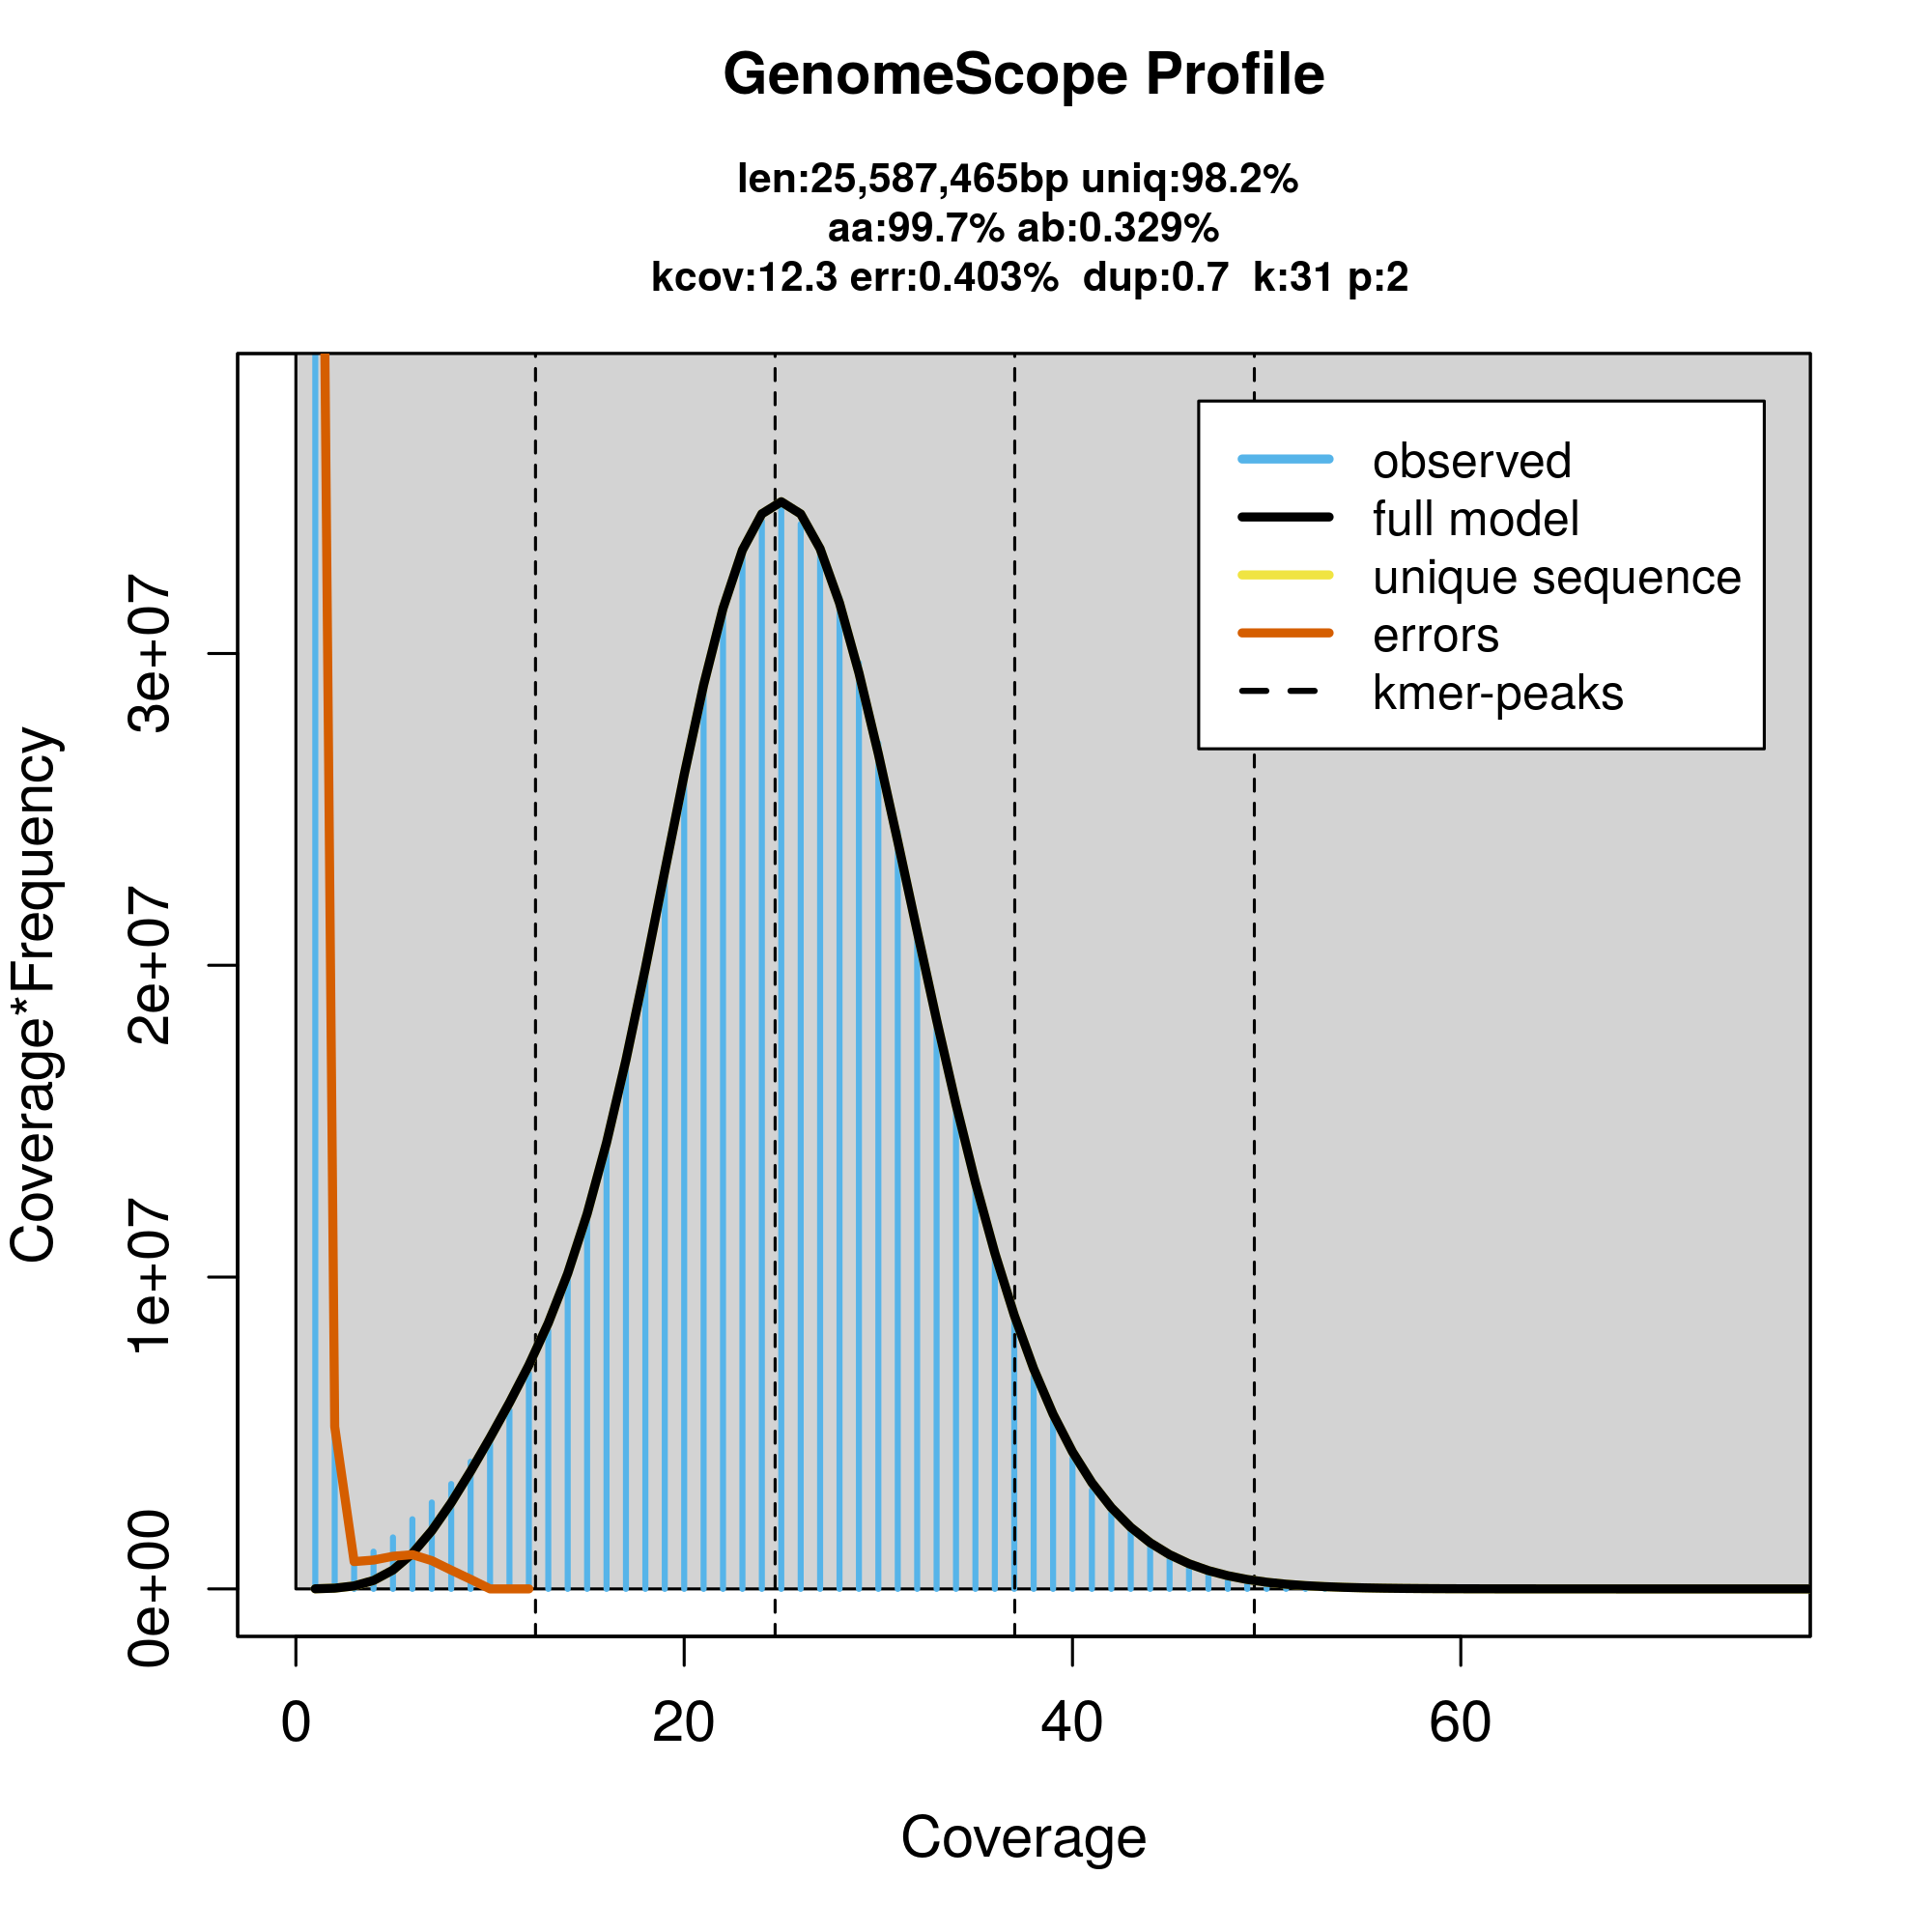 GenomeScope Profile
len:25,587,465bp uniq:98.2%
aa:99.7% ab:0.329%
kcov:12.3 err:0.403% dup:0.7 k:31 p:2
observed
full model
unique sequence
errors
kmer-peaks
Coverage*Frequency
3e+07
2e+07
1e+07
0e+00
0 20 40 60
Coverage